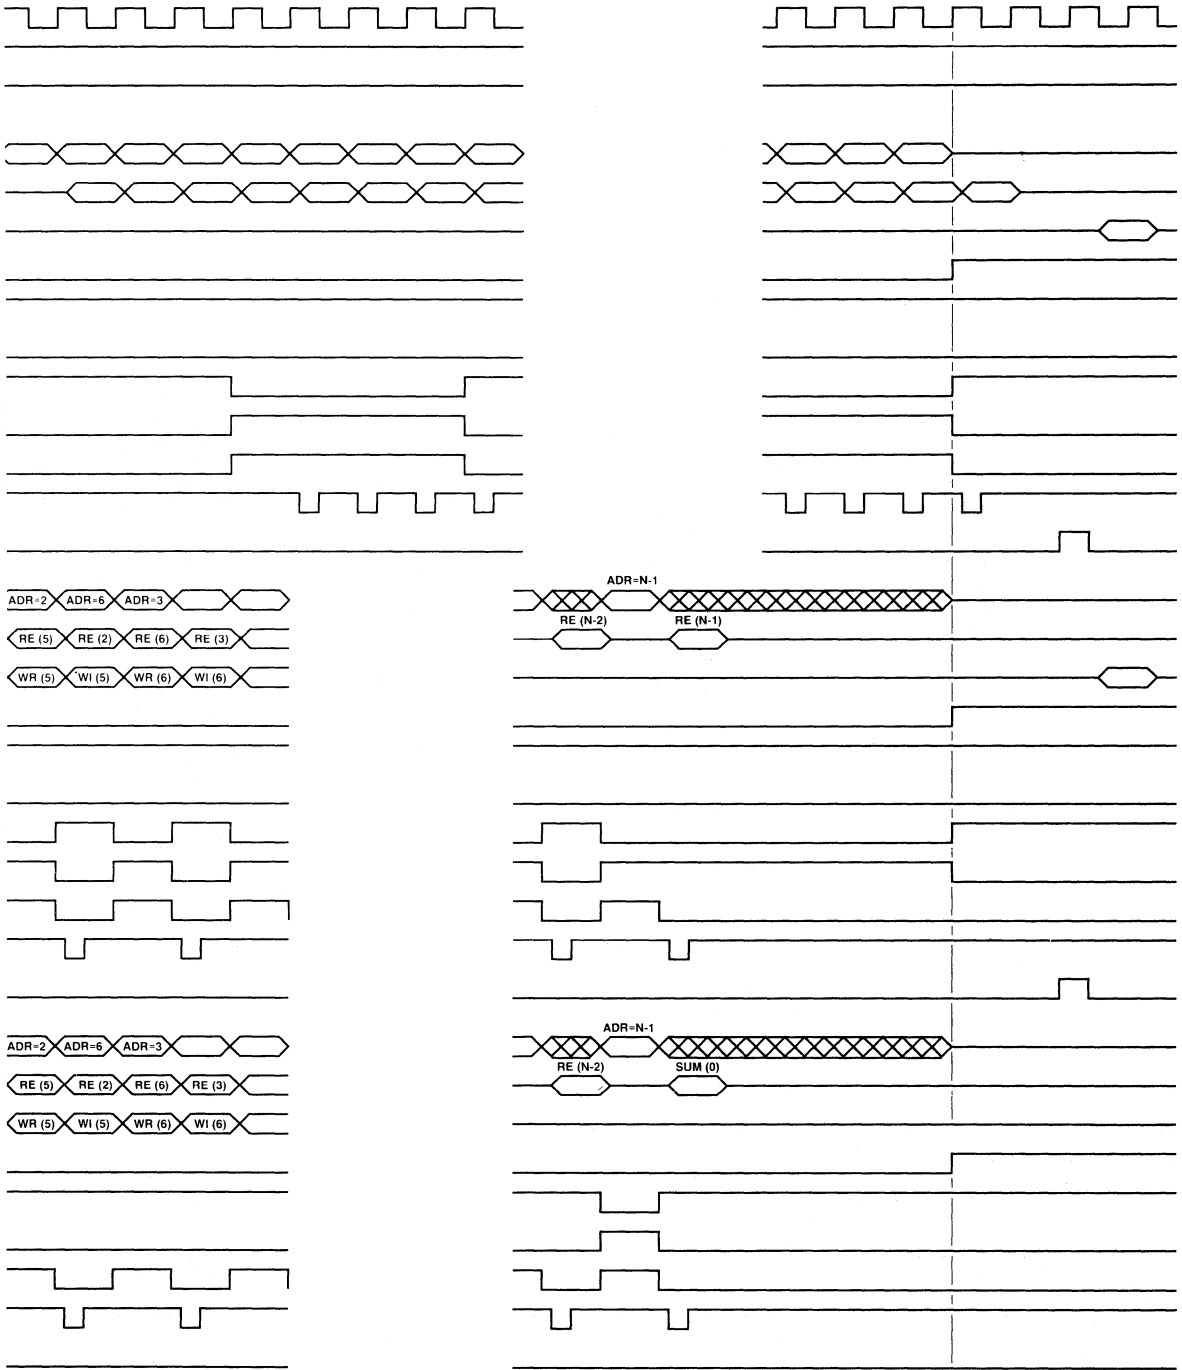 ADR=N-1
ADR=2 ADR=6 ADR=3
RE (N-2) RE (N-1)
RE (5) RE (2) RE (6) RE (3)
WR (5) WI (5) WR (6) WI (6)
ADR=N-1
ADR=2 ADR=6 ADR=3
RE (N-2) SUM (0)
RE (5) RE (2) RE (6) RE (3)
WR (5) WI (5) WR (6) WI (6)